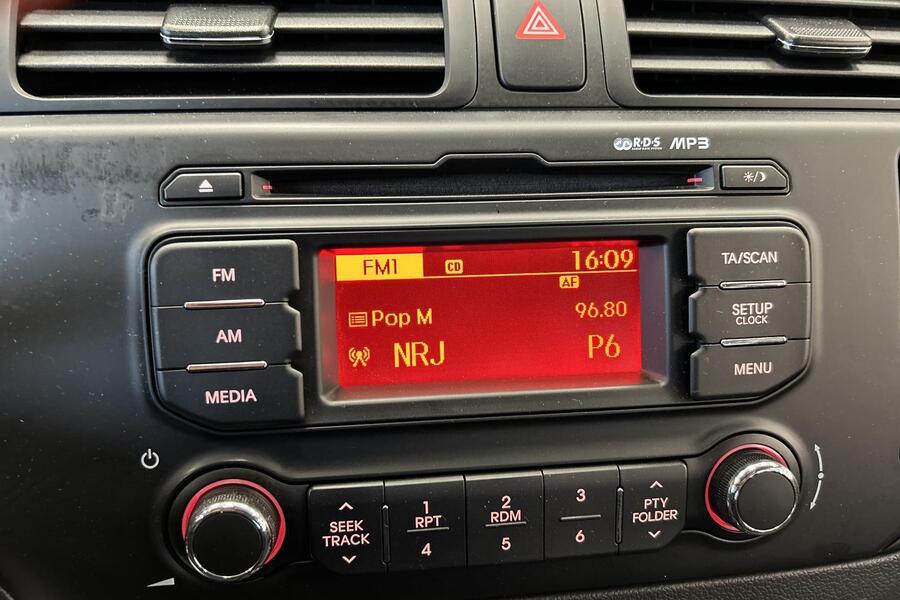 R·D·S MP3
FM1 CD 16:09
AF
Pop M 96.80
NRJ P6
FM
AM
MEDIA
TA/SCAN
SETUP
CLOCK
MENU
SEEK
TRACK
1
RPT
4
2
RDM
5
3
6
PTY
FOLDER